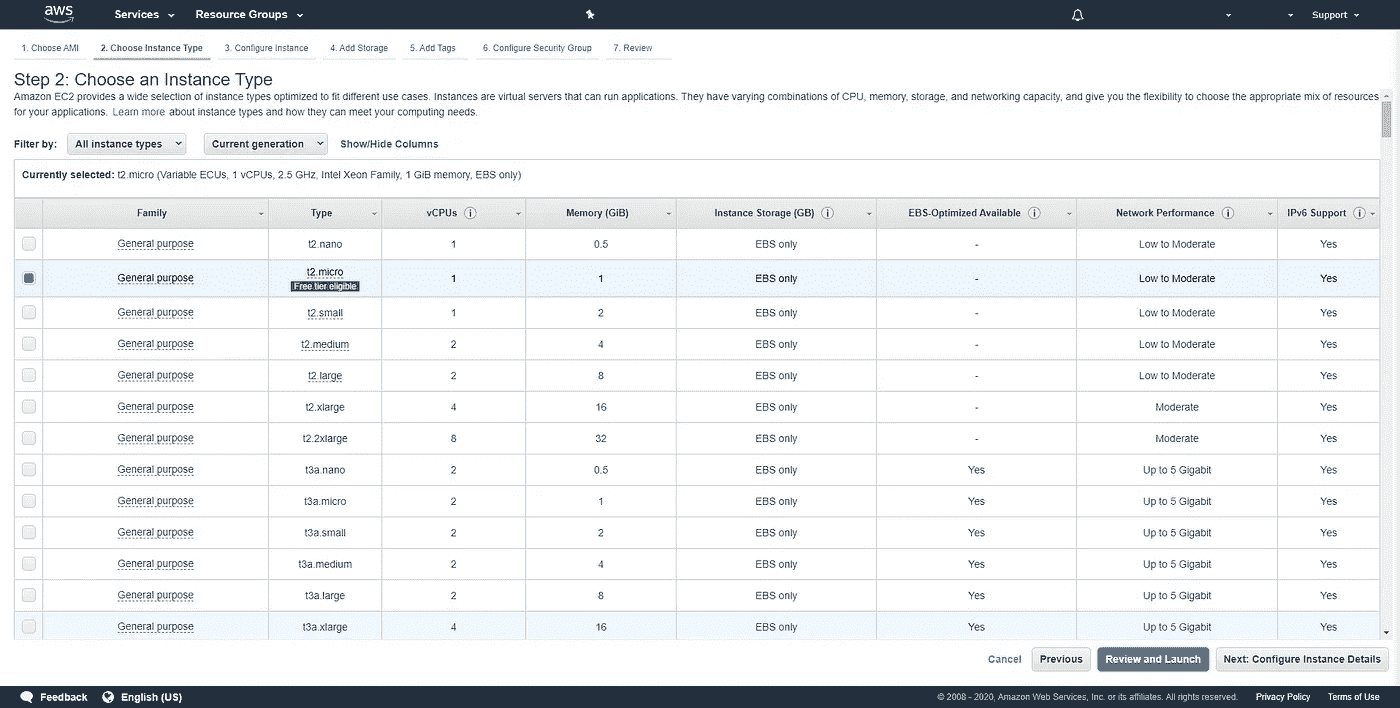 aws Services Resource Groups Support
1. Choose AMI 2. Choose Instance Type 3. Configure Instance 4. Add Storage 5. Add Tags 6. Configure Security Group 7. Review
Step 2: Choose an Instance Type
Amazon EC2 provides a wide selection of instance types optimized to fit different use cases. Instances are virtual servers that can run applications. They have varying combinations of CPU, memory, storage, and networking capacity, and give you the flexibility to choose the appropriate mix of resources
for your applications. Learn more about instance types and how they can meet your computing needs.
Filter by: All instance types Current generation Show/Hide Columns
Currently selected: t2.micro (Variable ECUs, 1 vCPUs, 2.5 GHz, Intel Xeon Family, 1 GiB memory, EBS only)
Family Type vCPUs Memory (GiB) Instance Storage (GB) EBS-Optimized Available Network Performance IPv6 Support
General purpose t2.nano 1 0.5 EBS only - Low to Moderate Yes
General purpose t2.micro 1 1 EBS only - Low to Moderate Yes
Free tier eligible
General purpose t2.small 1 2 EBS only - Low to Moderate Yes
General purpose t2.medium 2 4 EBS only - Low to Moderate Yes
General purpose t2.large 2 8 EBS only - Low to Moderate Yes
General purpose t2.xlarge 4 16 EBS only - Moderate Yes
General purpose t2.2xlarge 8 32 EBS only - Moderate Yes
General purpose t3a.nano 2 0.5 EBS only Yes Up to 5 Gigabit Yes
General purpose t3a.micro 2 1 EBS only Yes Up to 5 Gigabit Yes
General purpose t3a.small 2 2 EBS only Yes Up to 5 Gigabit Yes
General purpose t3a.medium 2 4 EBS only Yes Up to 5 Gigabit Yes
General purpose t3a.large 2 8 EBS only Yes Up to 5 Gigabit Yes
General purpose t3a.xlarge 4 16 EBS only Yes Up to 5 Gigabit Yes
Cancel Previous Review and Launch Next: Configure Instance Details
Feedback English (US) © 2008 - 2020, Amazon Web Services, Inc. or its affiliates. All rights reserved. Privacy Policy Terms of Use